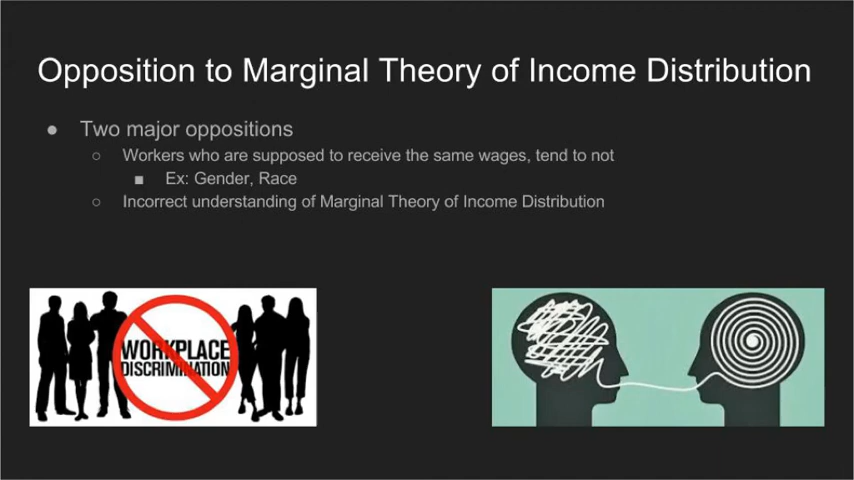 Opposition to Marginal Theory of Income Distribution
● Two major oppositions
○ Workers who are supposed to receive the same wages, tend to not
■ Ex: Gender, Race
○ Incorrect understanding of Marginal Theory of Income Distribution
WORKPLACE
DISCRIMINATION